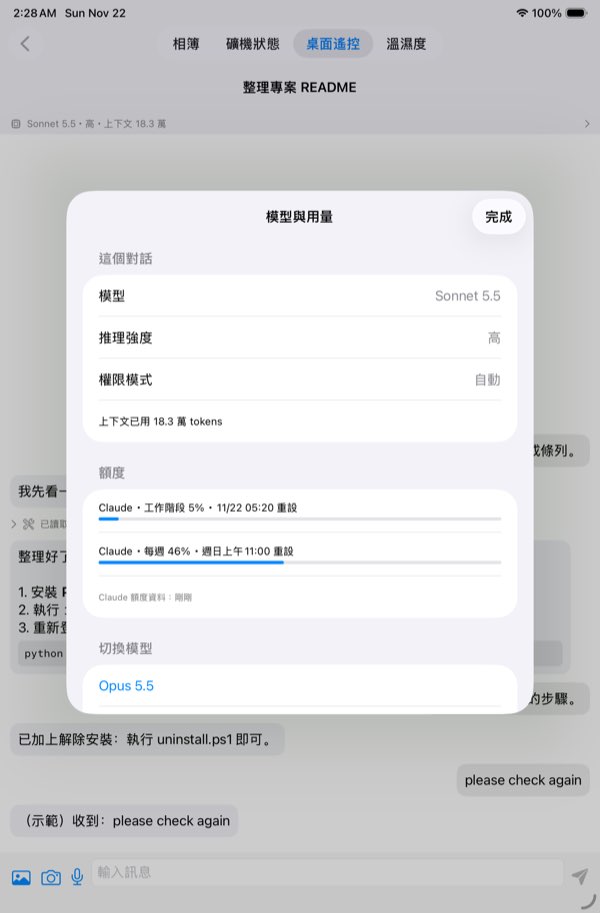 2:28 AM Sun Nov 22
100%
相簿 礦機狀態 桌面遙控 溫濕度
整理專案 README
Sonnet 5.5・高・上下文 18.3 萬
模型與用量
完成
這個對話
模型 Sonnet 5.5
推理強度 高
權限模式 自動
上下文已用 18.3 萬 tokens
額度
Claude・工作階段 5%・11/22 05:20 重設
Claude・每週 46%・週日上午 11:00 重設
Claude 額度資料：剛剛
切換模型
Opus 5.5
成條列。
我先看一
已讀取
整理好了
1. 安裝
2. 執行
3. 重新登
python
的步驟。
已加上解除安裝：執行 uninstall.ps1 即可。
please check again
（示範）收到：please check again
輸入訊息